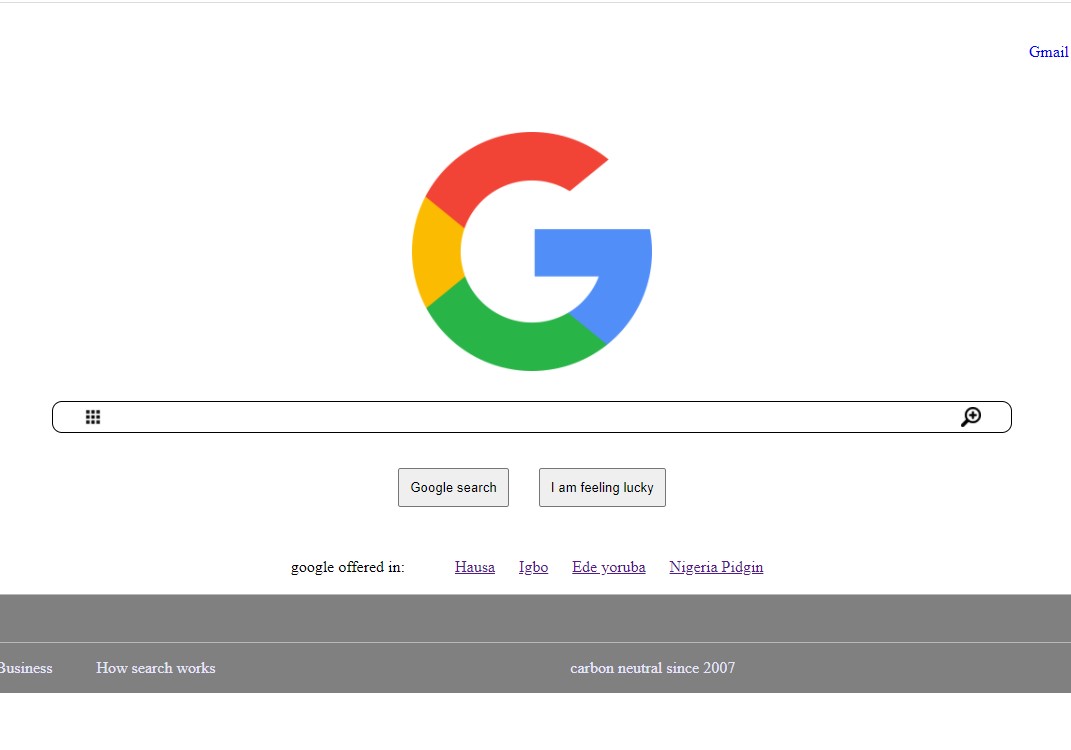 Gmail
Google search I am feeling lucky
google offered in: Hausa Igbo Ede yoruba Nigeria Pidgin
Business How search works carbon neutral since 2007